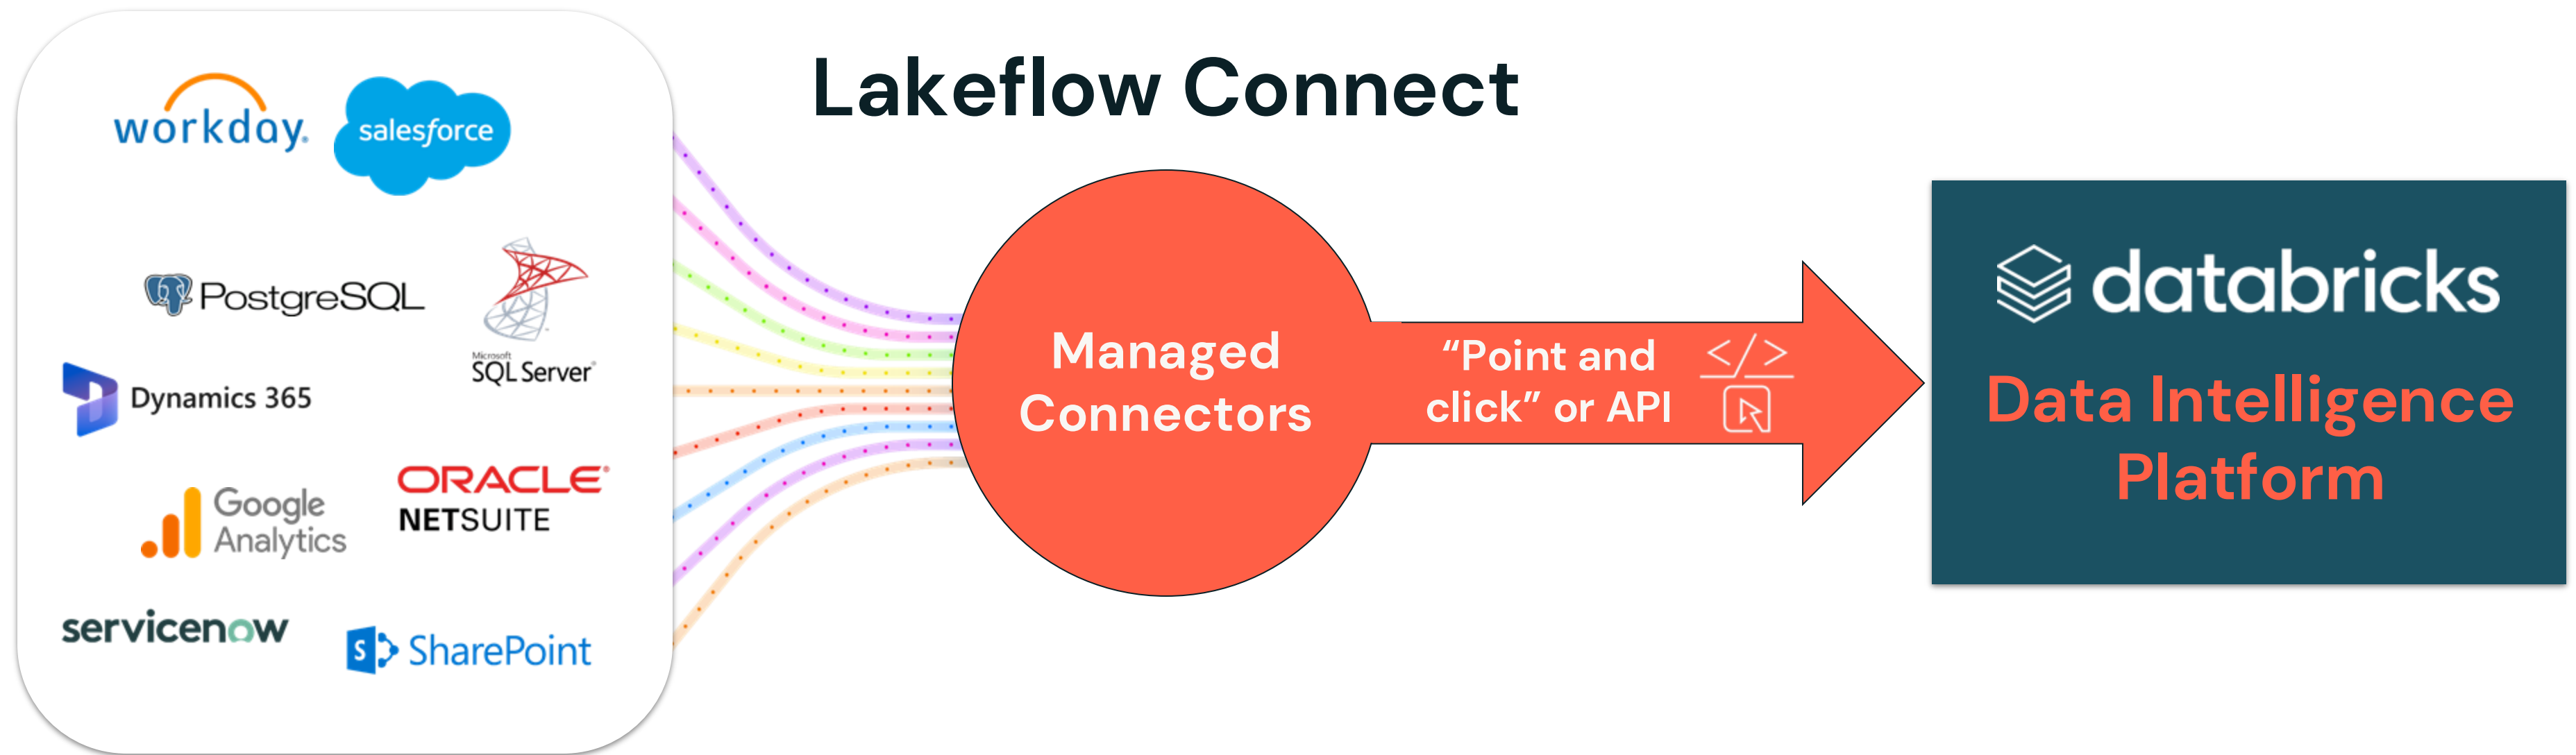 Lakeflow Connect
workday.
salesforce
PostgreSQL
Microsoft
SQL Server
Dynamics 365
Google
Analytics
ORACLE
NETSUITE
servicenow
S
SharePoint
Managed
Connectors
“Point and
click” or API
</>
databricks
Data Intelligence
Platform